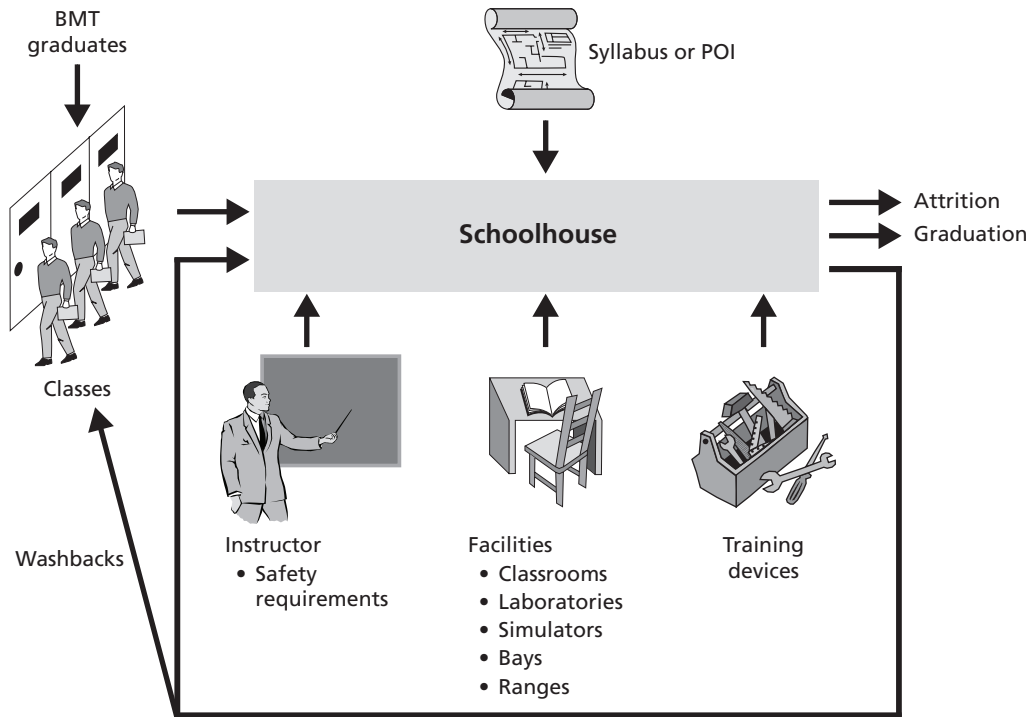 BMT
graduates
Syllabus or POI
Schoolhouse
Attrition
Graduation
Classes
Washbacks
Instructor
• Safety
requirements
Facilities
• Classrooms
• Laboratories
• Simulators
• Bays
• Ranges
Training
devices